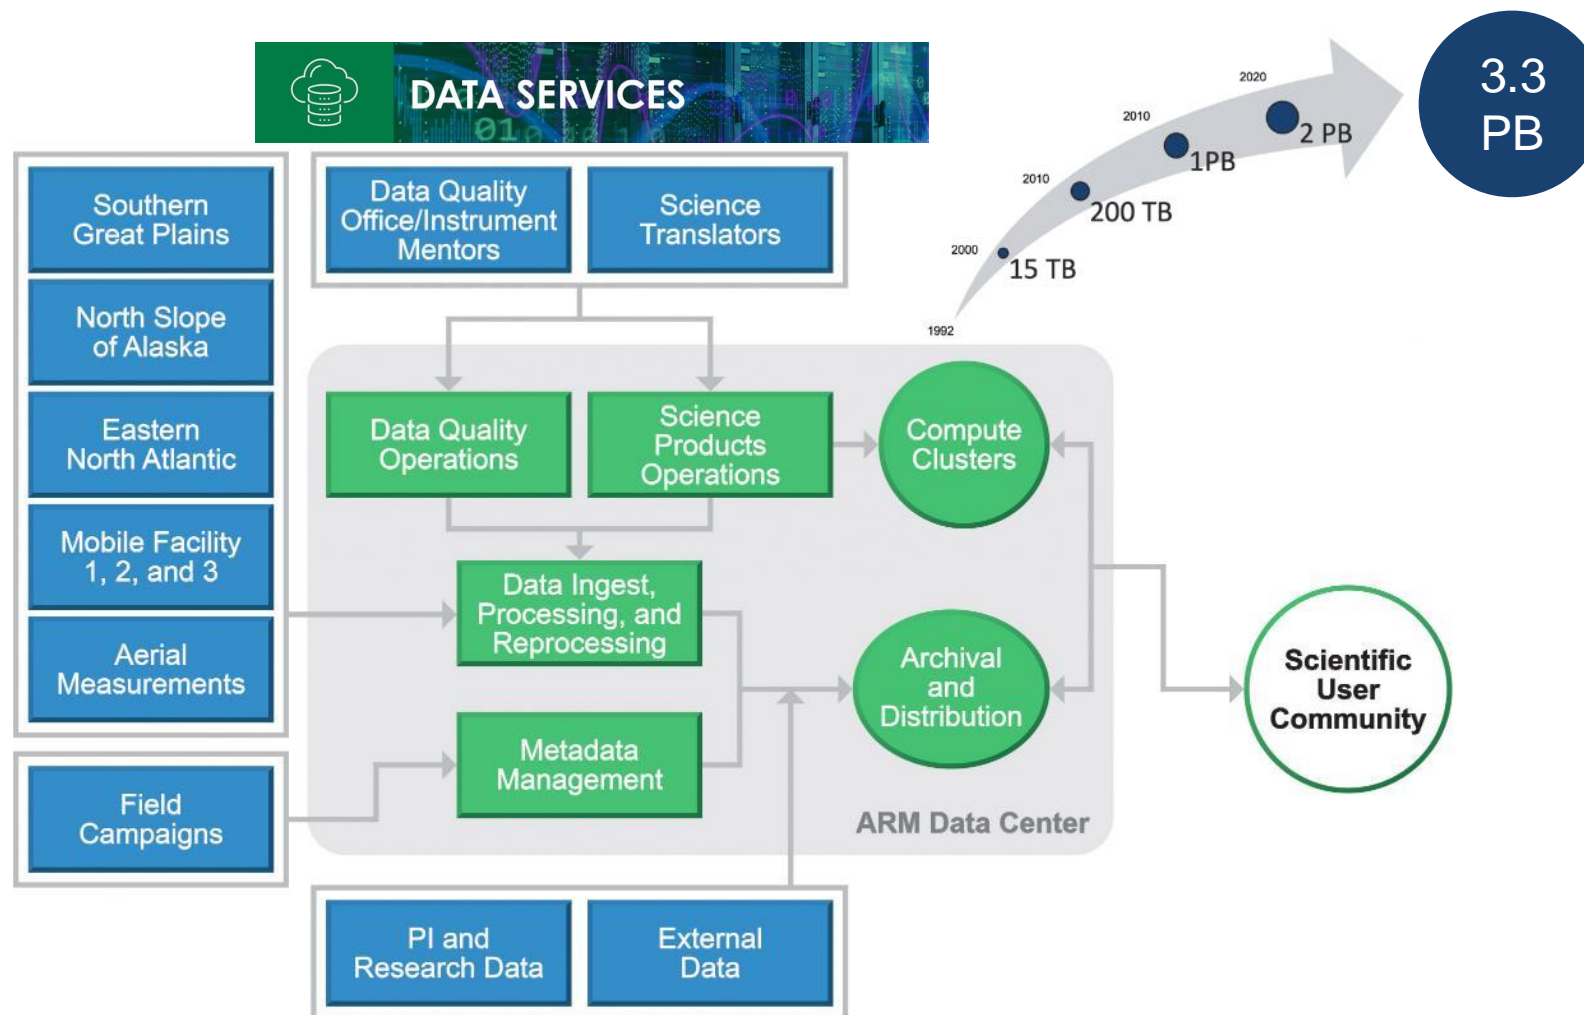 DATA SERVICES
01
3.3
PB
2020
2 PB
2010
1PB
2010
200 TB
2000
15 TB
1992
Southern
Great Plains
North Slope
of Alaska
Eastern
North Atlantic
Mobile Facility
1, 2, and 3
Aerial
Measurements
Field
Campaigns
Data Quality
Office/Instrument
Mentors
Science
Translators
Data Quality
Operations
Science
Products
Operations
Compute
Clusters
Data Ingest,
Processing, and
Reprocessing
Archival
and
Distribution
Metadata
Management
ARM Data Center
Scientific
User
Community
PI and
Research Data
External
Data